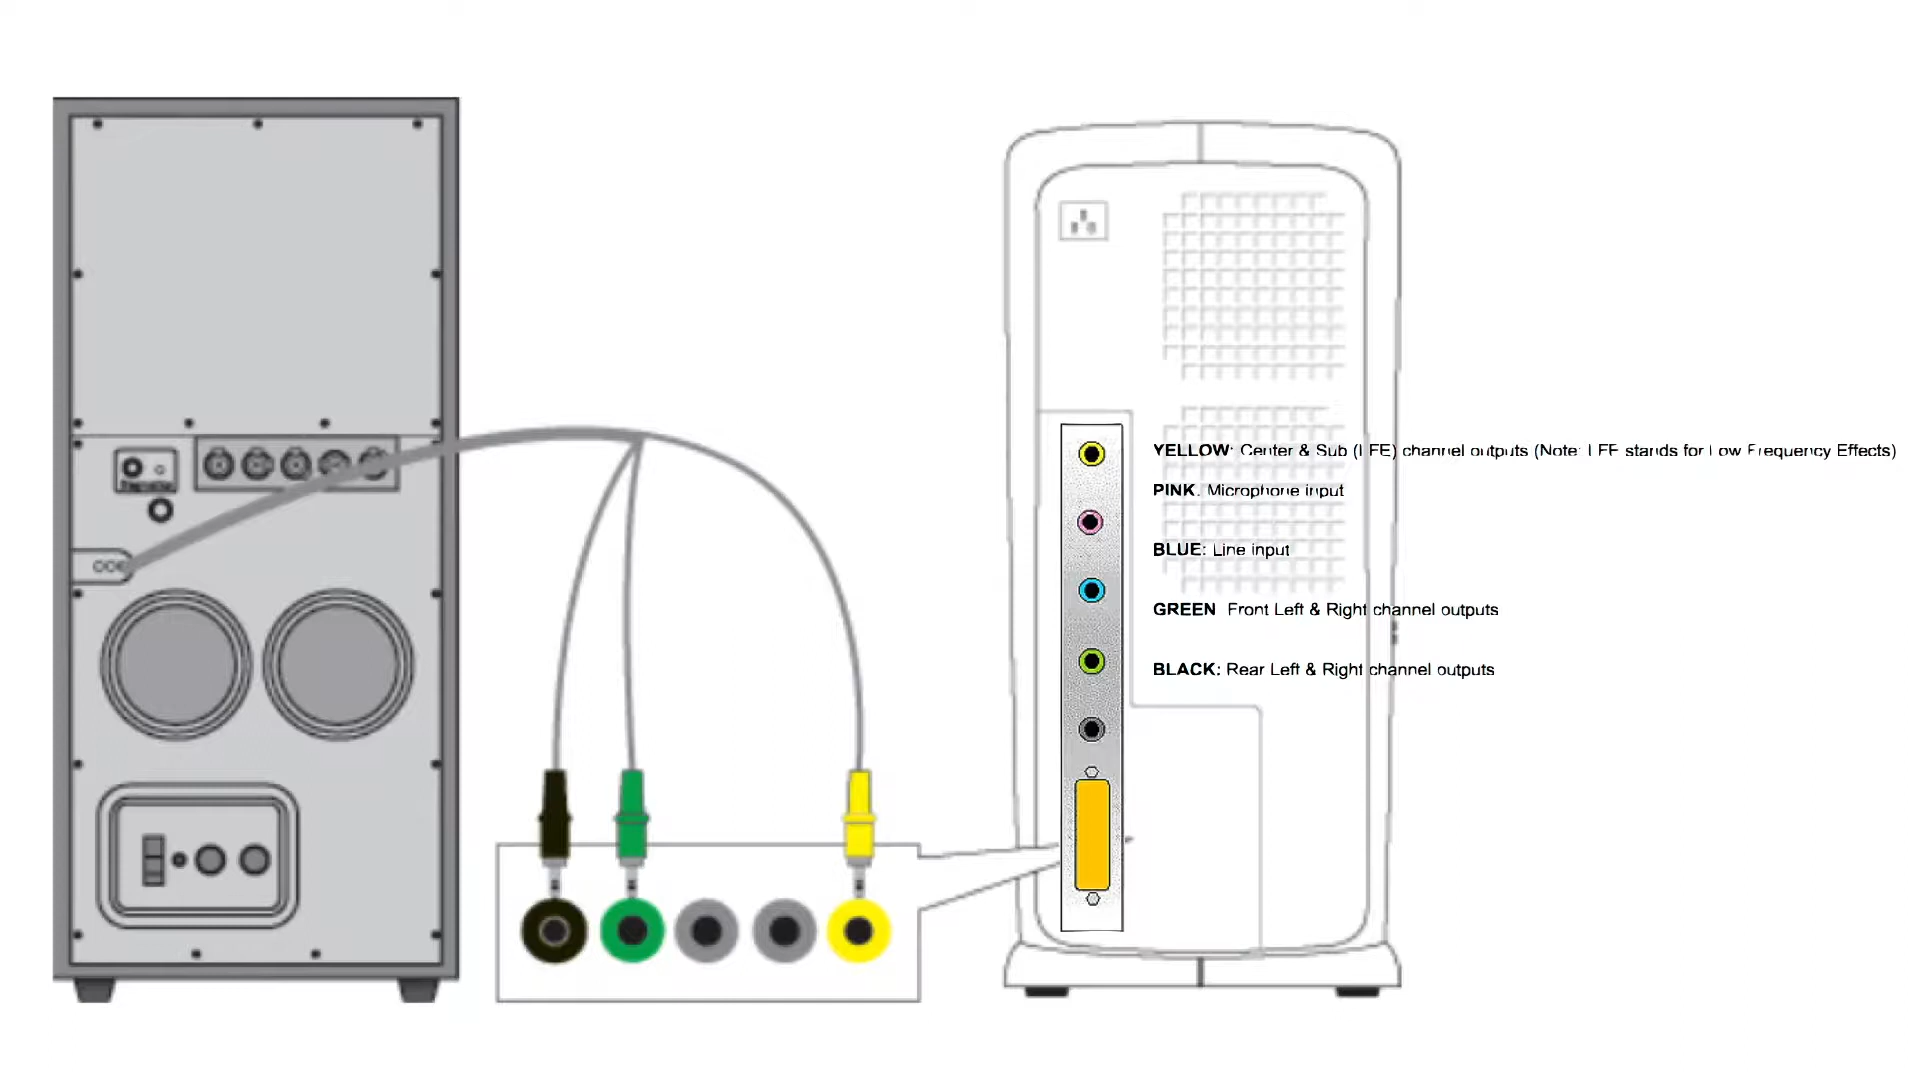 YELLOW: Center & Sub (LFE) channel outputs (Note: LFE stands for Low Frequency Effects)
PINK: Microphone input
BLUE: Line input
GREEN Front Left & Right channel outputs
BLACK: Rear Left & Right channel outputs